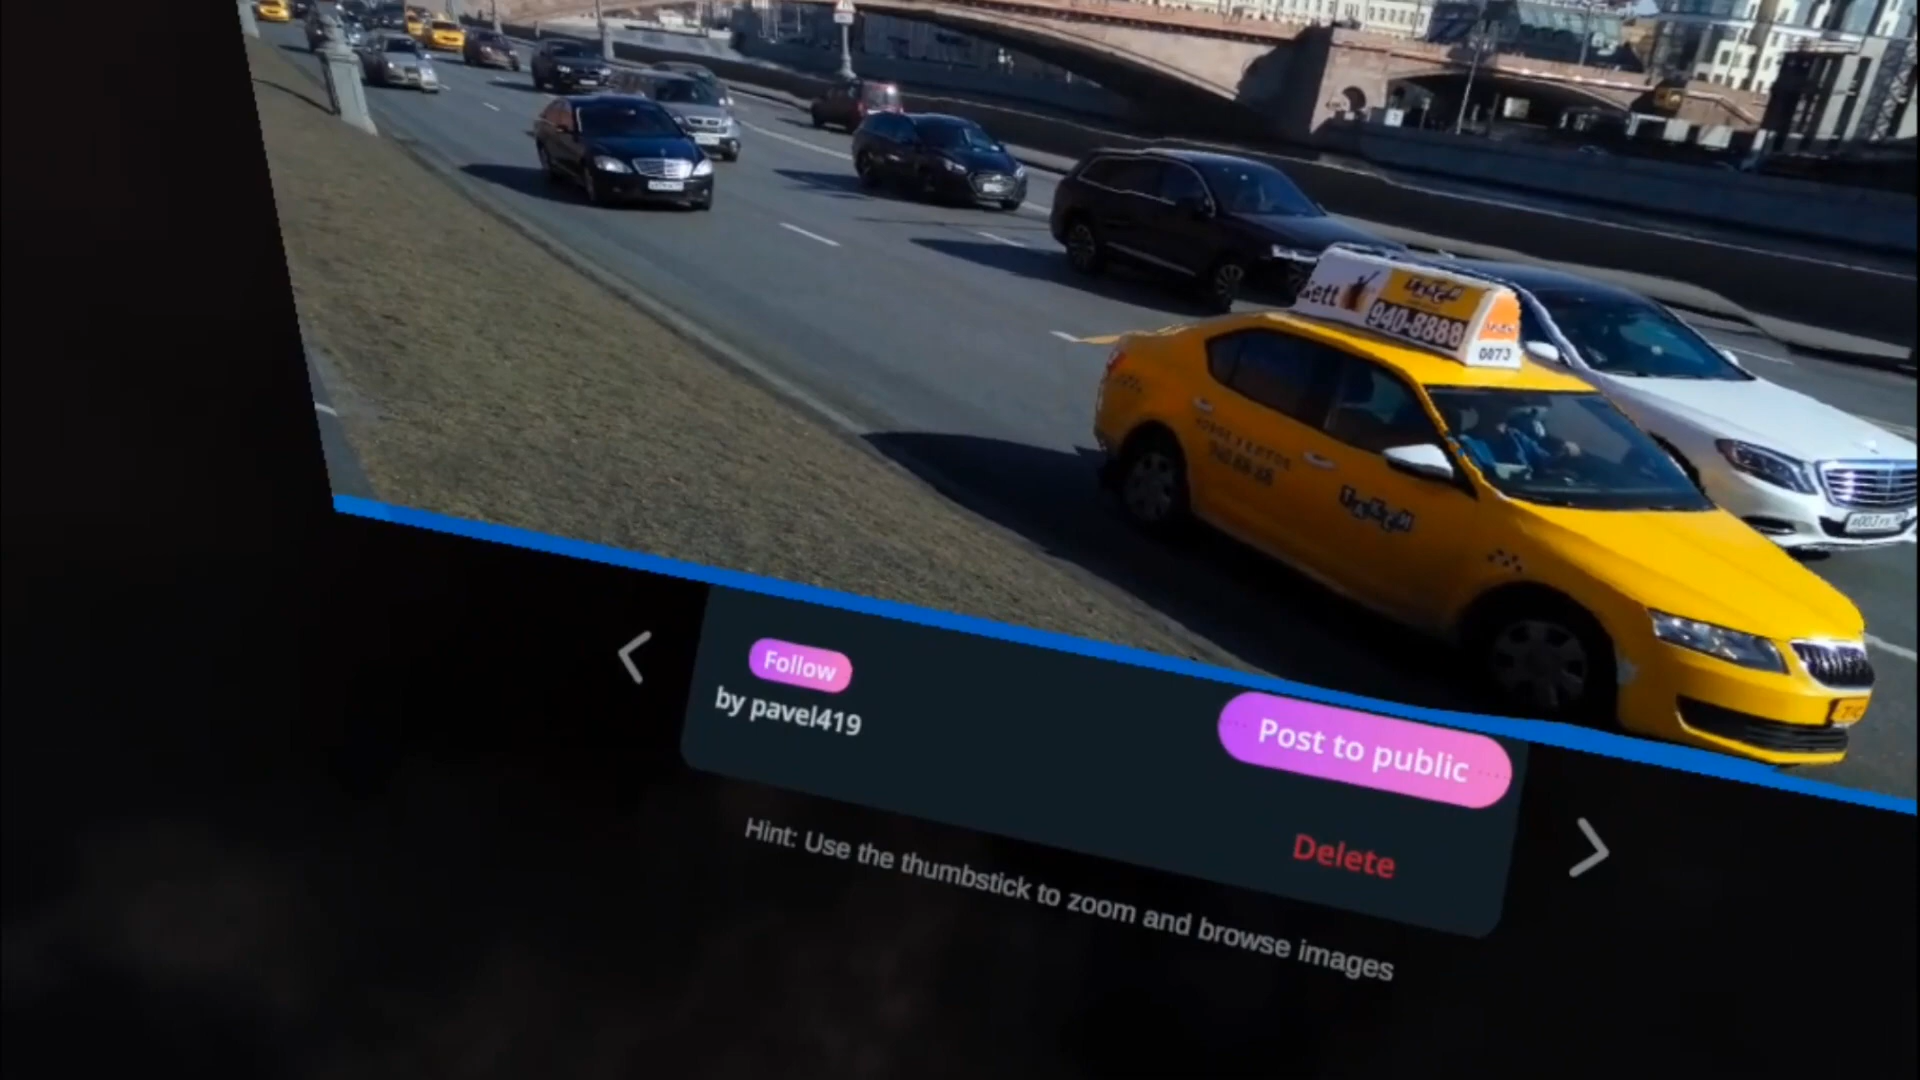 Gett
940-8888
0073
Follow
by pavel419
Post to public
Delete
Hint: Use the thumbstick to zoom and browse images